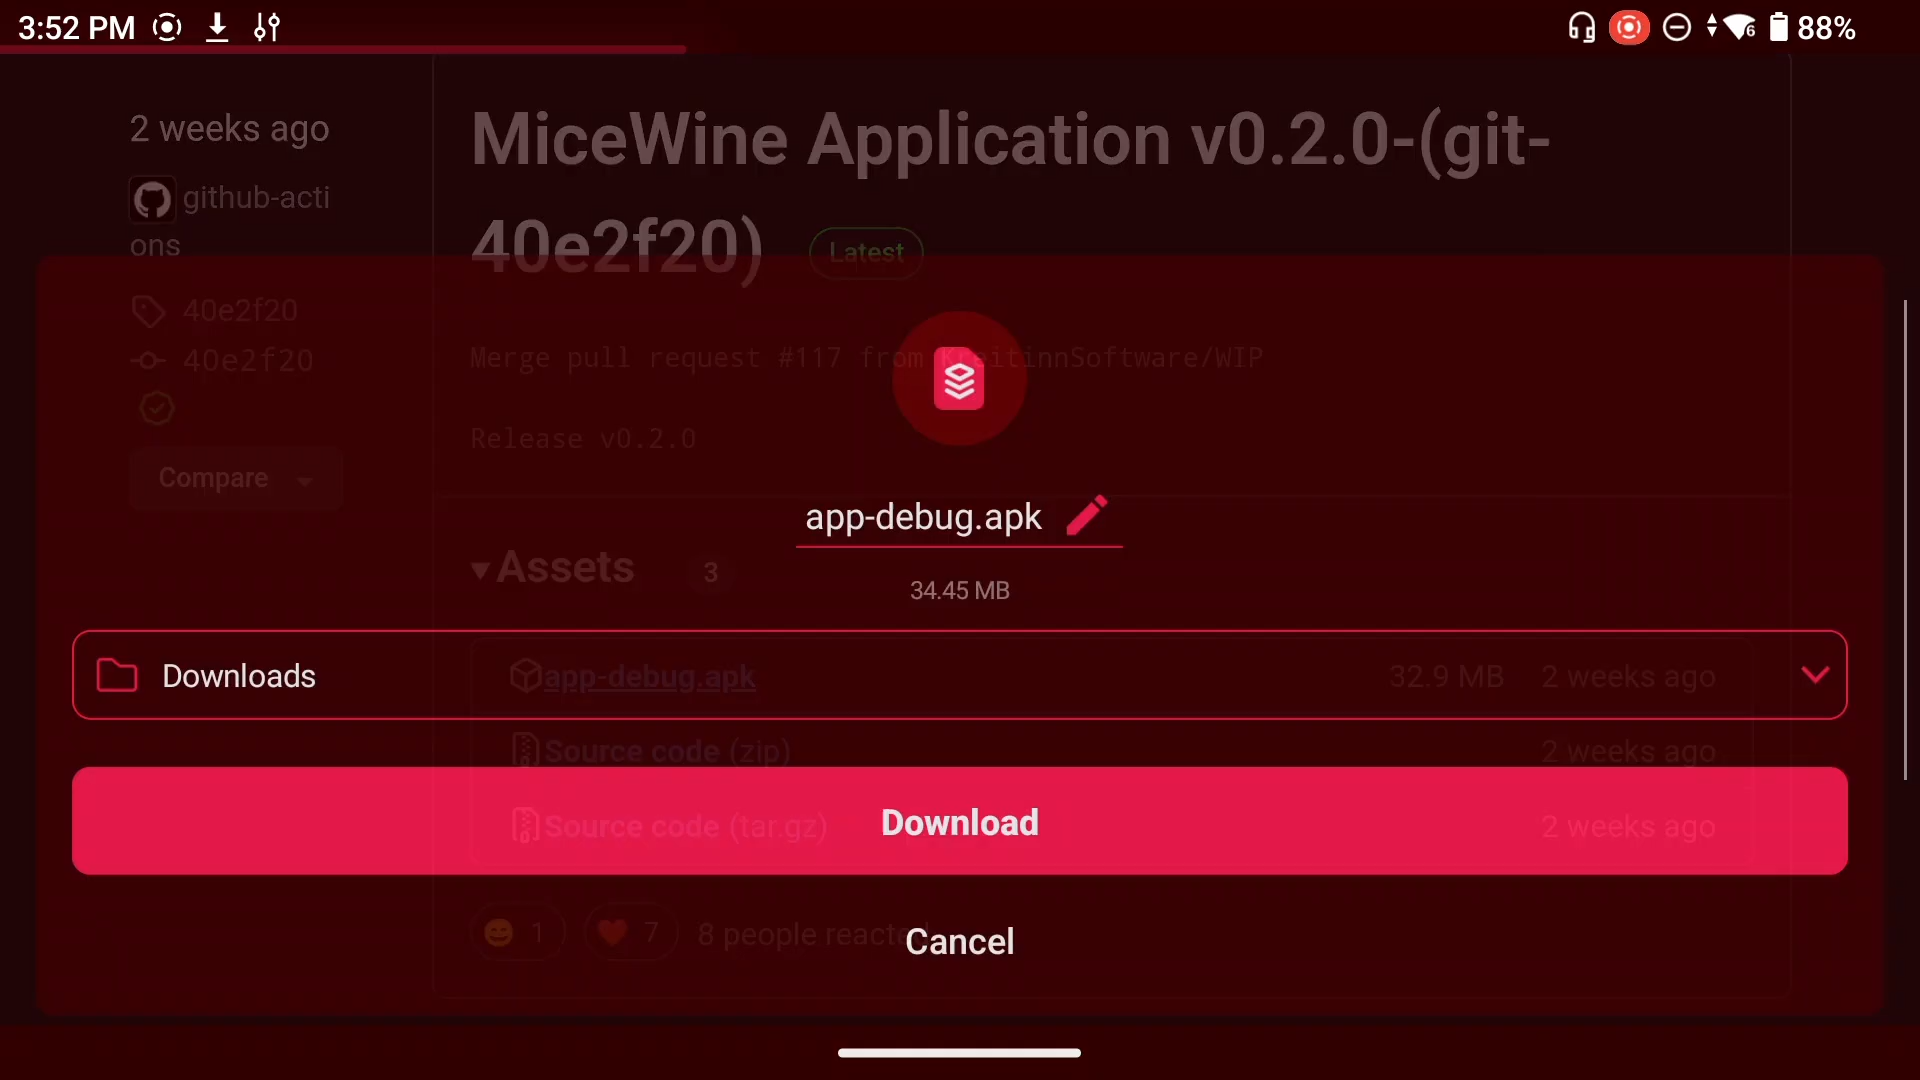 3:52 PM
6 88%
2 weeks ago
github-acti
ons
40e2f20
40e2f20
Compare
MiceWine Application v0.2.0-(git-
40e2f20)
Latest
Merge pull request #117 from KreitinnSoftware/WIP
Release v0.2.0
app-debug.apk
34.45 MB
Assets 3
Downloads
app-debug.apk 32.9 MB 2 weeks ago
Source code (zip) 2 weeks ago
Download
Source code (tar.gz) 2 weeks ago
1 7 8 people reacted
Cancel